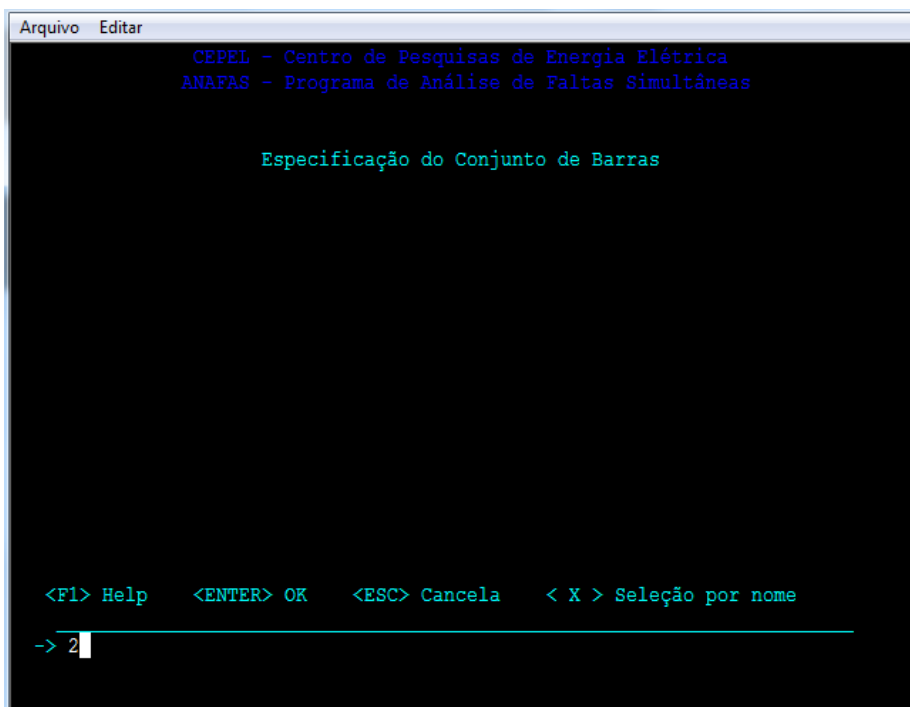 Arquivo Editar
CEPEL - Centro de Pesquisas de Energia Elétrica
ANAFAS - Programa de Análise de Faltas Simultâneas
Especificação do Conjunto de Barras
<F1> Help <ENTER> OK <ESC> Cancela < X > Seleção por nome
-> 2